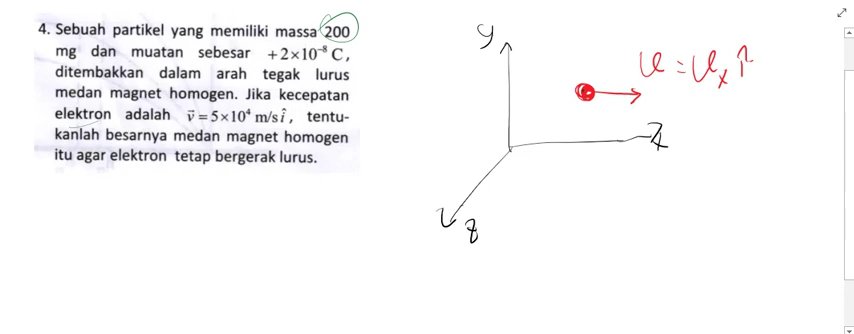 4. Sebuah partikel yang memiliki massa 200
mg dan muatan sebesar +2×10⁻⁸ C,
ditembakkan dalam arah tegak lurus
medan magnet homogen. Jika kecepatan
elektron adalah v⃗ = 5×10⁴ m/s î, tentu-
kanlah besarnya medan magnet homogen
itu agar elektron tetap bergerak lurus.
y
v = vₓ î
x
z